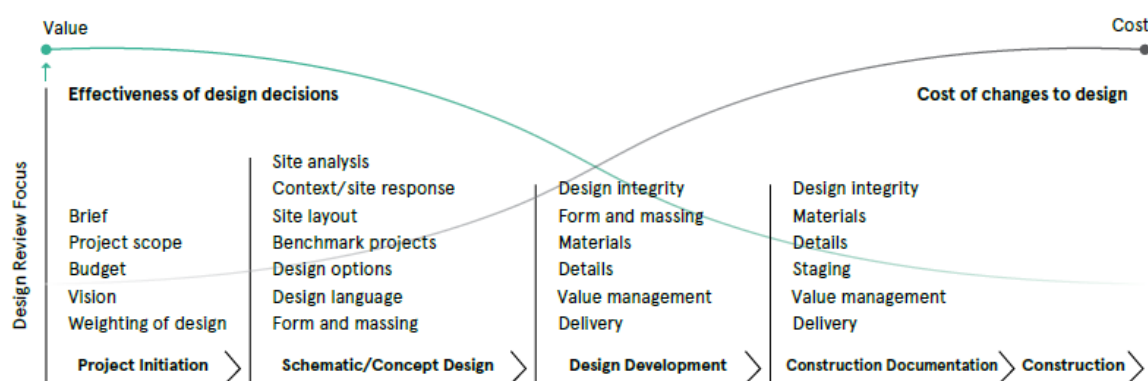 Value
Cost
Effectiveness of design decisions
Cost of changes to design
Design Review Focus
Brief
Project scope
Budget
Vision
Weighting of design
Project Initiation
Site analysis
Context/site response
Site layout
Benchmark projects
Design options
Design language
Form and massing
Schematic/Concept Design
Design integrity
Form and massing
Materials
Details
Value management
Delivery
Design Development
Design integrity
Materials
Details
Staging
Value management
Delivery
Construction Documentation
Construction